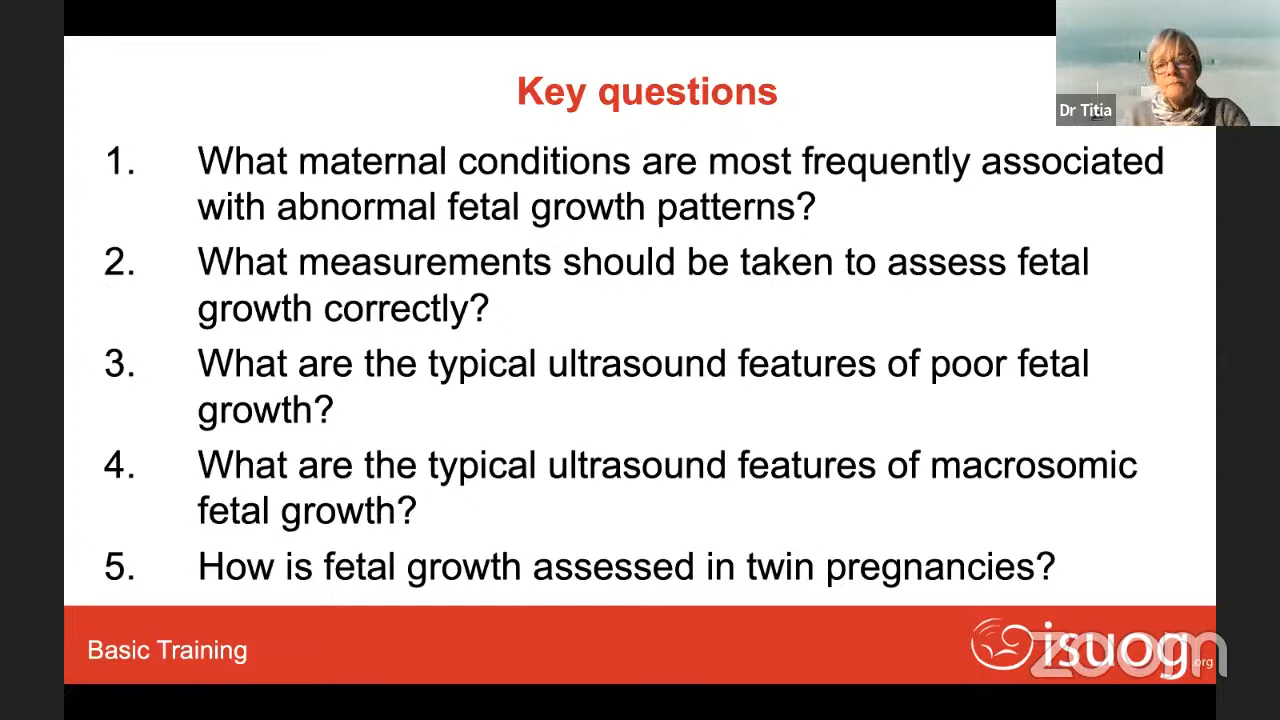 Key questions
Dr Titia
1. What maternal conditions are most frequently associated
with abnormal fetal growth patterns?
2. What measurements should be taken to assess fetal
growth correctly?
3. What are the typical ultrasound features of poor fetal
growth?
4. What are the typical ultrasound features of macrosomic
fetal growth?
5. How is fetal growth assessed in twin pregnancies?
Basic Training
isuog.org
zoom